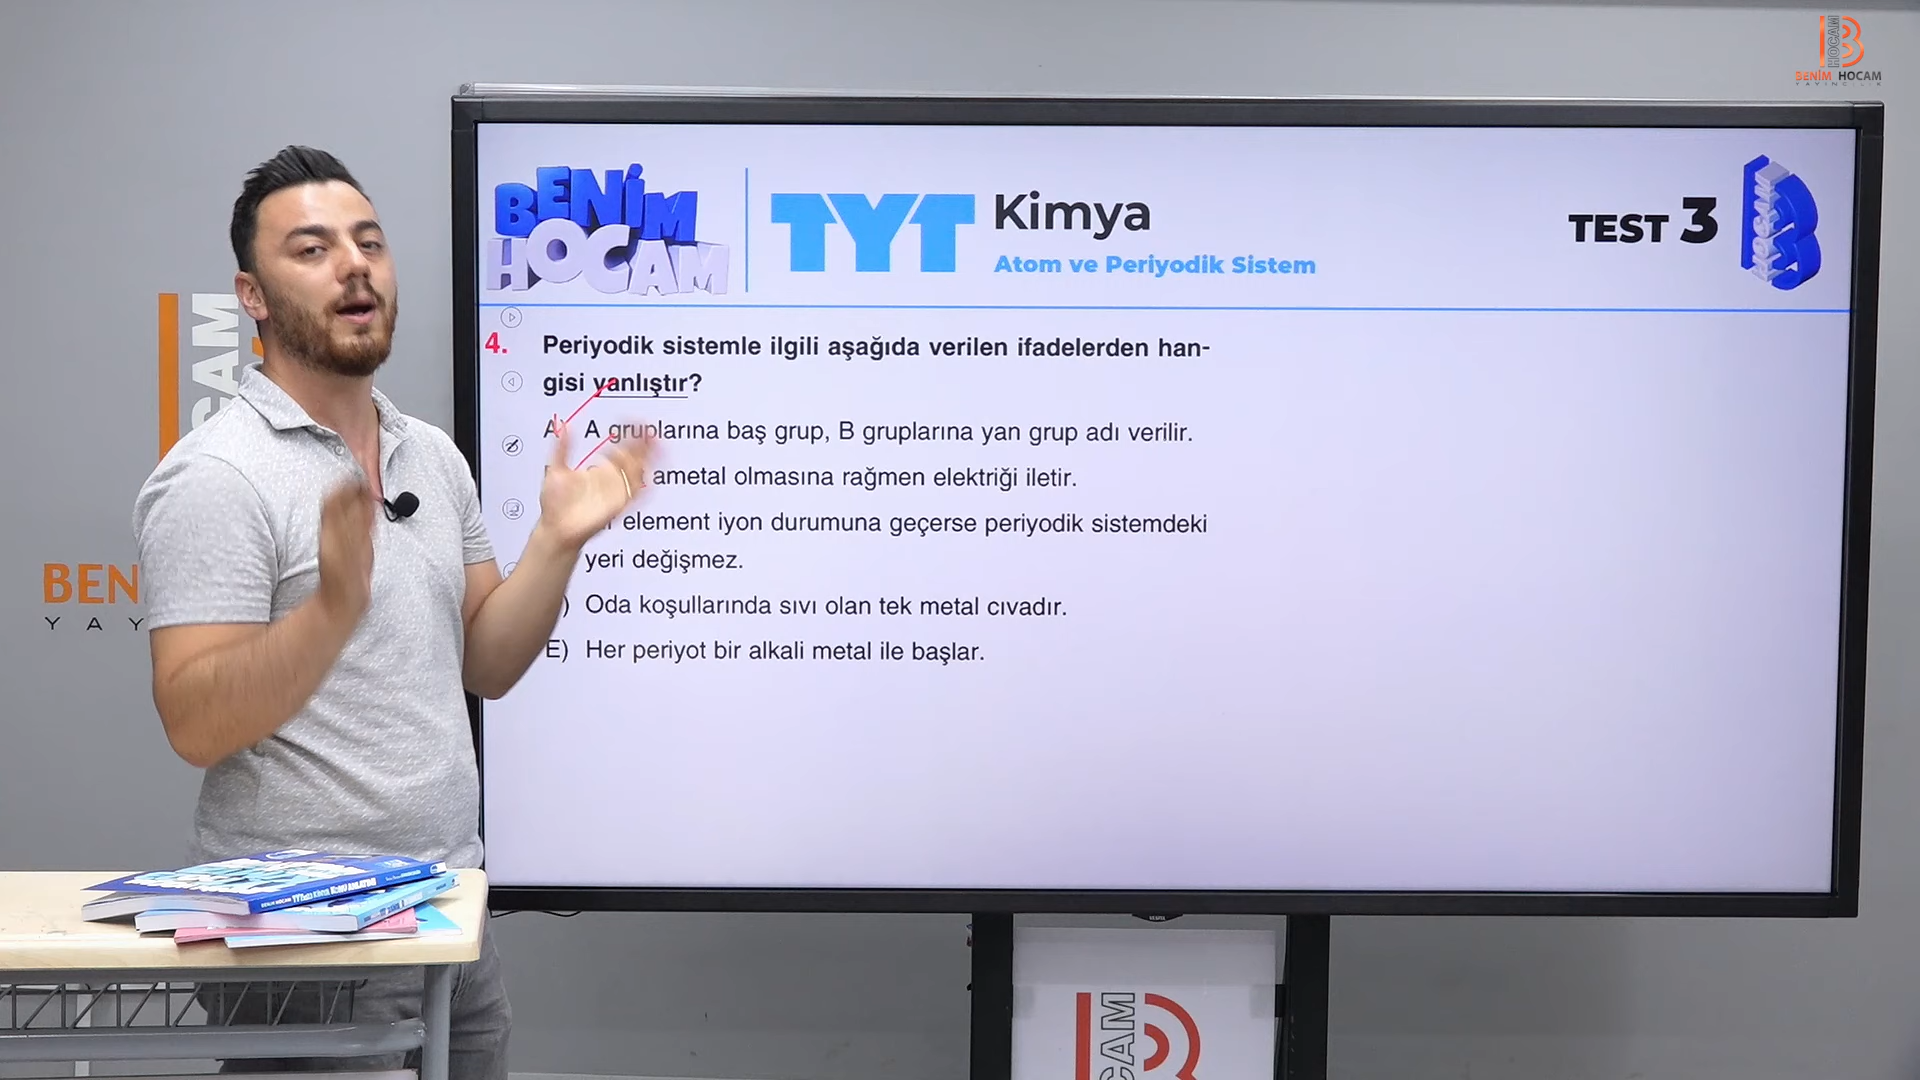 BENİM HOCAM
YAYINCILIK
BENİM
HOCAM
TYT Kimya
Atom ve Periyodik Sistem
TEST 3
4. Periyodik sistemle ilgili aşağıda verilen ifadelerden han-
gisi yanlıştır?
A) A gruplarına baş grup, B gruplarına yan grup adı verilir.
ametal olmasına rağmen elektriği iletir.
element iyon durumuna geçerse periyodik sistemdeki
yeri değişmez.
) Oda koşullarında sıvı olan tek metal cıvadır.
E) Her periyot bir alkali metal ile başlar.
CAM
BEN
YAY
CAM